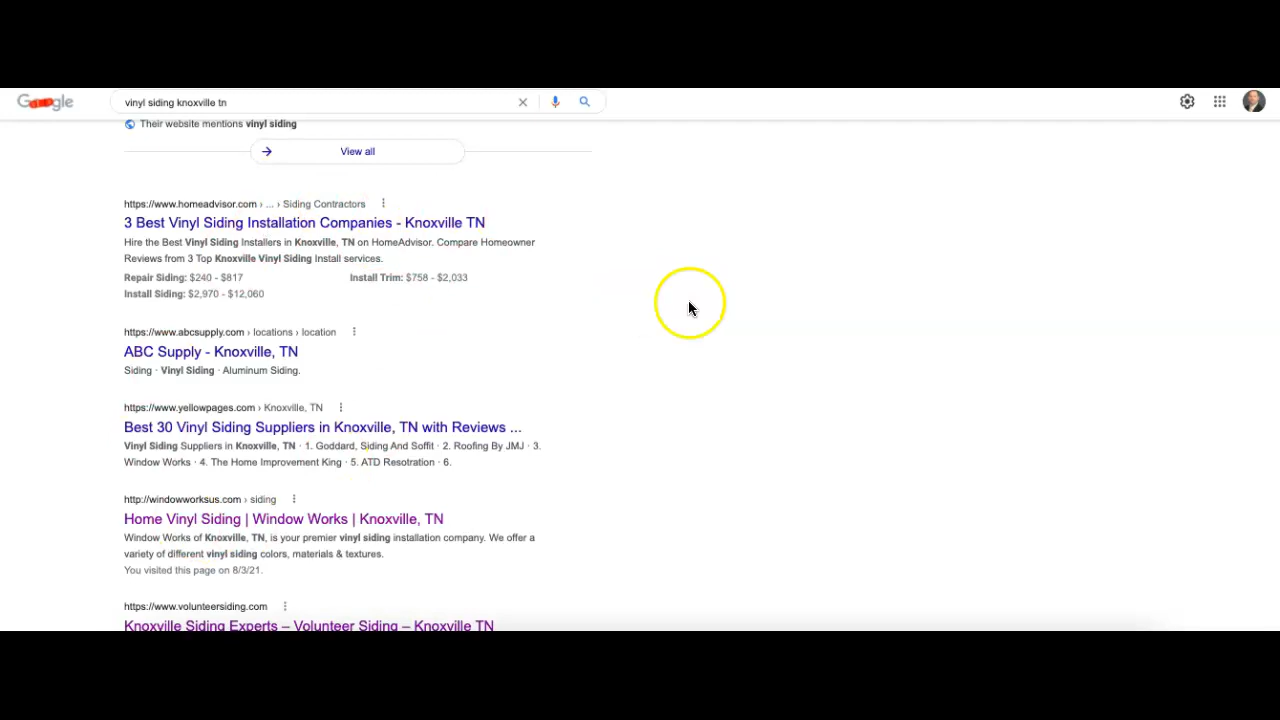 Google
vinyl siding knoxville tn
Their website mentions vinyl siding
View all
https://www.homeadvisor.com › ... › Siding Contractors
3 Best Vinyl Siding Installation Companies - Knoxville TN
Hire the Best Vinyl Siding Installers in Knoxville, TN on HomeAdvisor. Compare Homeowner
Reviews from 3 Top Knoxville Vinyl Siding Install services.
Repair Siding: $240 - $817 Install Trim: $758 - $2,033
Install Siding: $2,970 - $12,060
https://www.abcsupply.com › locations › location
ABC Supply - Knoxville, TN
Siding · Vinyl Siding · Aluminum Siding.
https://www.yellowpages.com › Knoxville, TN
Best 30 Vinyl Siding Suppliers in Knoxville, TN with Reviews ...
Vinyl Siding Suppliers in Knoxville, TN · 1. Goddard, Siding And Soffit · 2. Roofing By JMJ · 3.
Window Works · 4. The Home Improvement King · 5. ATD Resotration · 6.
http://windowworksus.com › siding
Home Vinyl Siding | Window Works | Knoxville, TN
Window Works of Knoxville, TN, is your premier vinyl siding installation company. We offer a
variety of different vinyl siding colors, materials & textures.
You visited this page on 8/3/21.
https://www.volunteersiding.com
Knoxville Siding Experts – Volunteer Siding – Knoxville TN